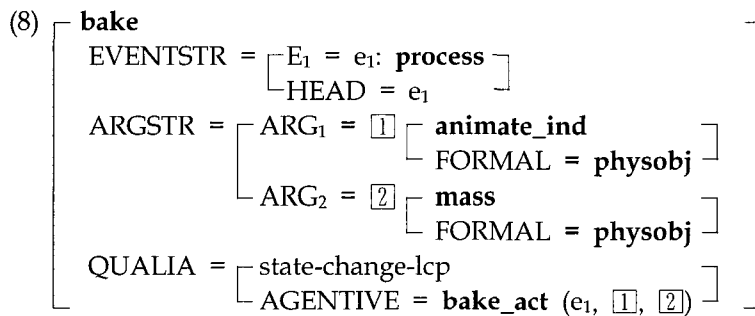 (8) bake
EVENTSTR = E₁ = e₁: process
HEAD = e₁
ARGSTR = ARG₁ = 1 animate_ind
FORMAL = physobj
ARG₂ = 2 mass
FORMAL = physobj
QUALIA = state-change-lcp
AGENTIVE = bake_act (e₁, 1, 2)